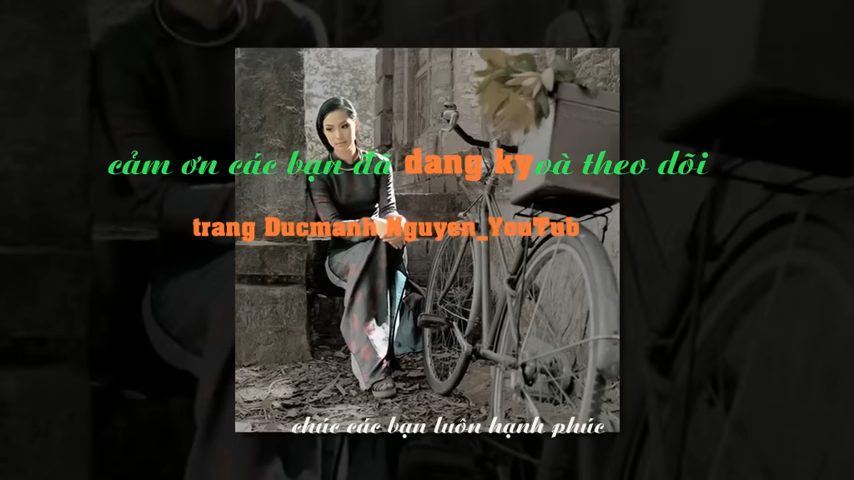 cảm ơn các bạn đã dang ky và theo dõi
trang Ducmanh Nguyen_YouTub
chúc các bạn luôn hạnh phúc